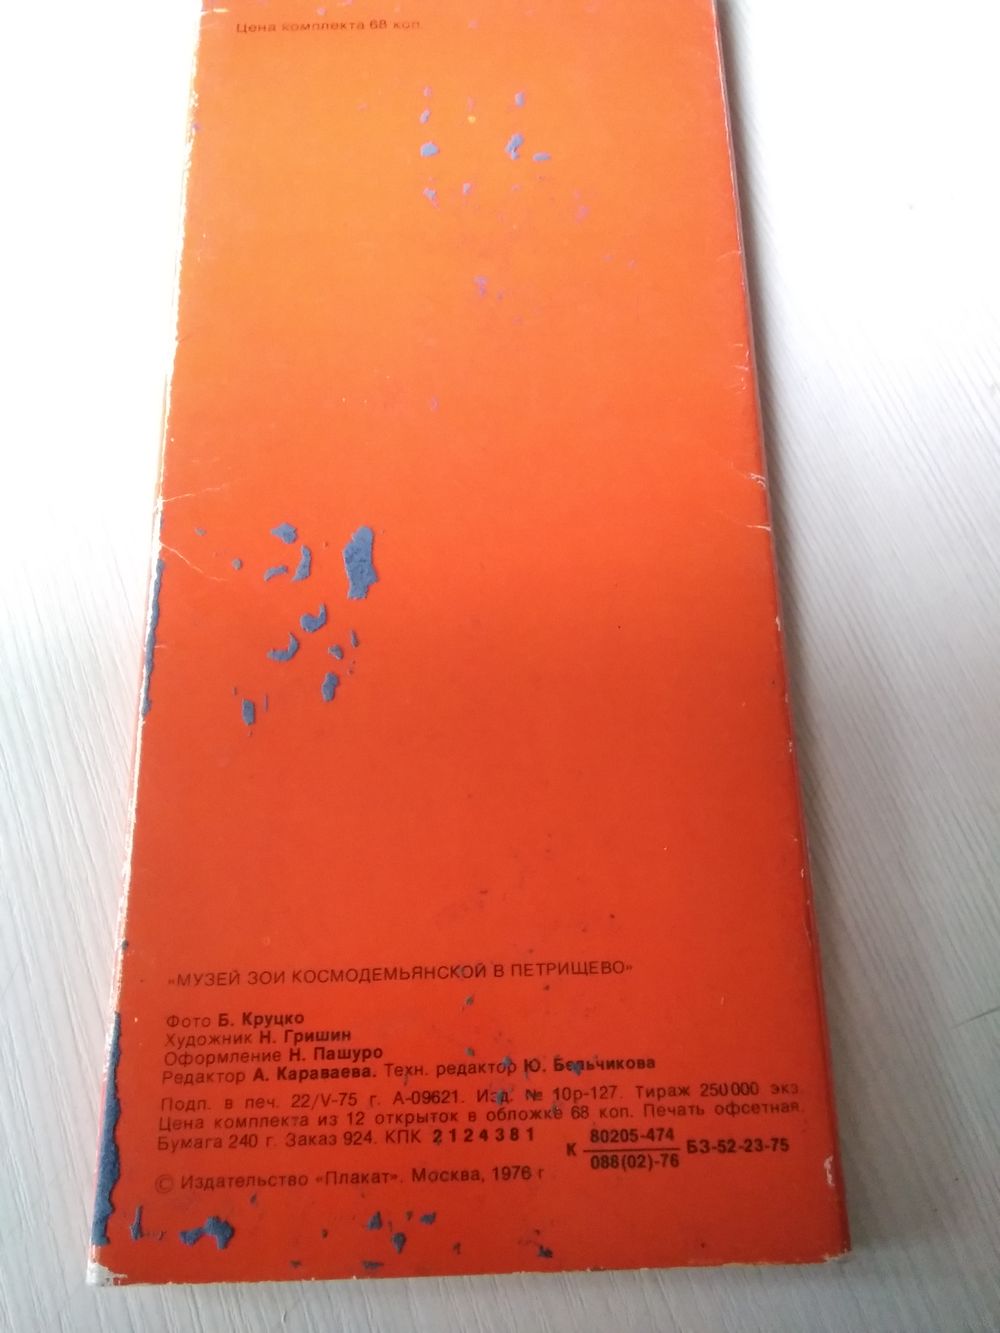 Цена комплекта 68 коп.
«МУЗЕЙ ЗОИ КОСМОДЕМЬЯНСКОЙ В ПЕТРИЩЕВО»
Фото Б. Круцко
Художник Н. Гришин
Оформление Н. Пашуро
Редактор А. Караваева. Техн. редактор Ю. Бельчикова
Подп. в печ. 22/V-75 г. А-09621. Изд. № 10р-127. Тираж 250 000 экз.
Цена комплекта из 12 открыток в обложке 68 коп. Печать офсетная.
Бумага 240 г. Заказ 924. КПК 2124381
К 80205-474 БЗ-52-23-75
086(02)-76
© Издательство «Плакат». Москва, 1976 г